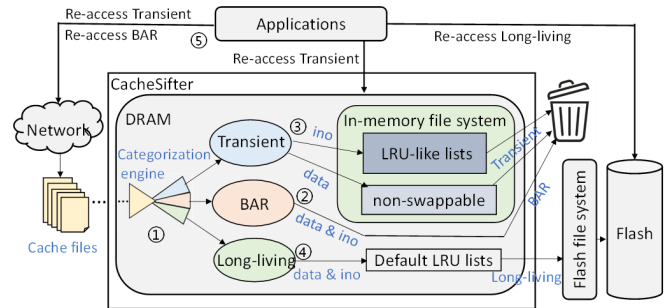 Re-access Transient
Re-access BAR
⑤
Applications
Re-access Long-living
Re-access Transient
CacheSifter
DRAM
Network
Cache files
Categorization
engine
①
Transient
③ ino
data
In-memory file system
LRU-like lists
non-swappable
Transient
BAR
②
data & ino
BAR
Long-living
④
data & ino
Default LRU lists
Long-living
Flash file system
Flash